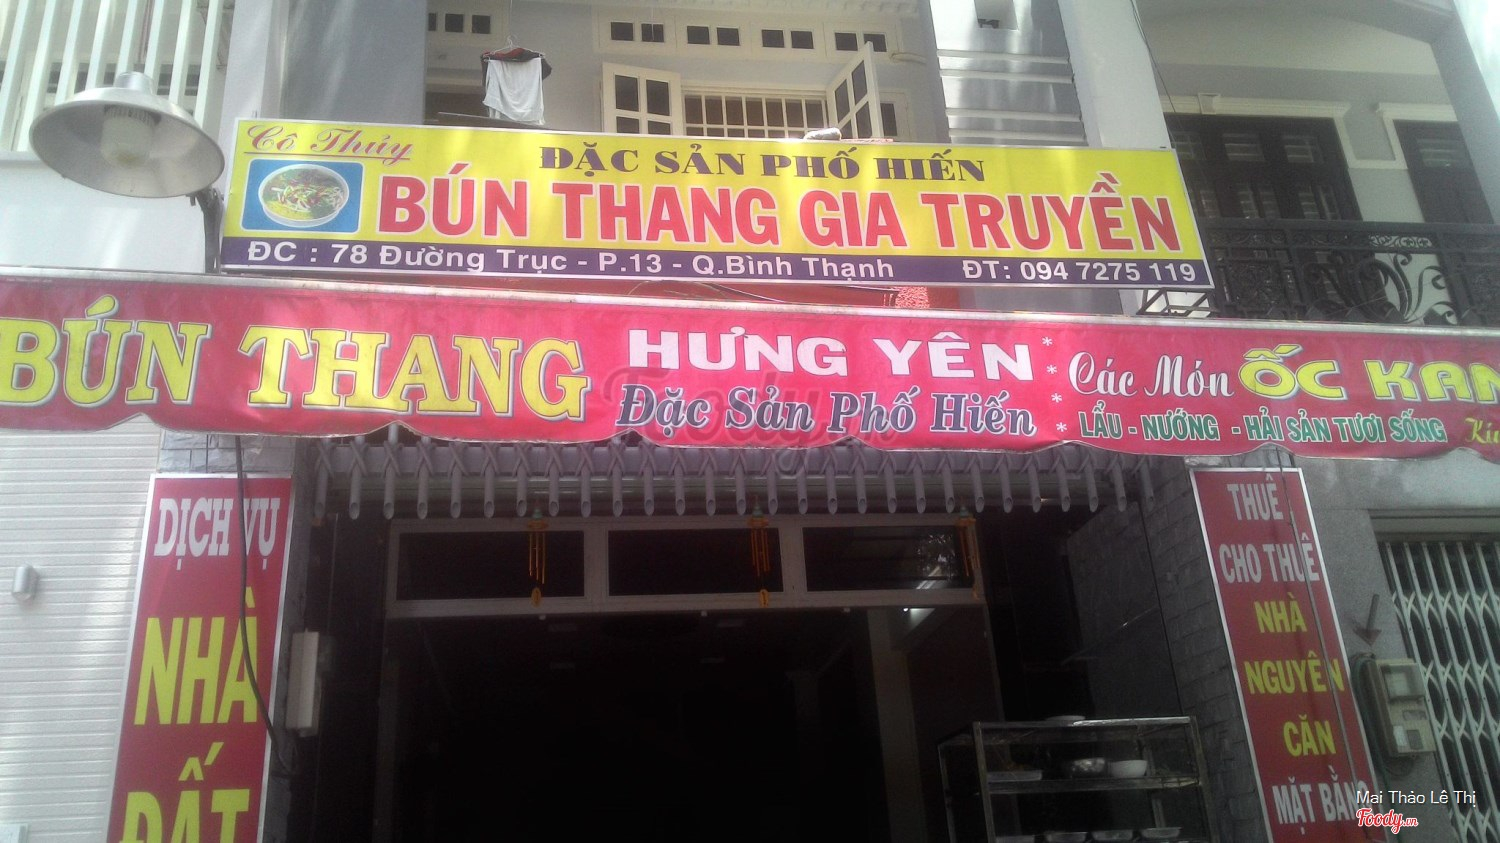 Cô Thủy
ĐẶC SẢN PHỐ HIẾN
BÚN THANG GIA TRUYỀN
ĐC : 78 Đường Trục - P.13 - Q.Bình Thạnh ĐT: 094 7275 119
BÚN THANG HƯNG YÊN
Đặc Sản Phố Hiến
Các Món ỐC
LẨU - NƯỚNG - HẢI SẢN TƯƠI SỐNG
DỊCH VỤ
NHÀ
ĐẤT
THUÊ
CHO THUÊ
NHÀ
NGUYÊN
CĂN
MẶT BẰNG
Mai Thảo Lê Thị
Foody.vn